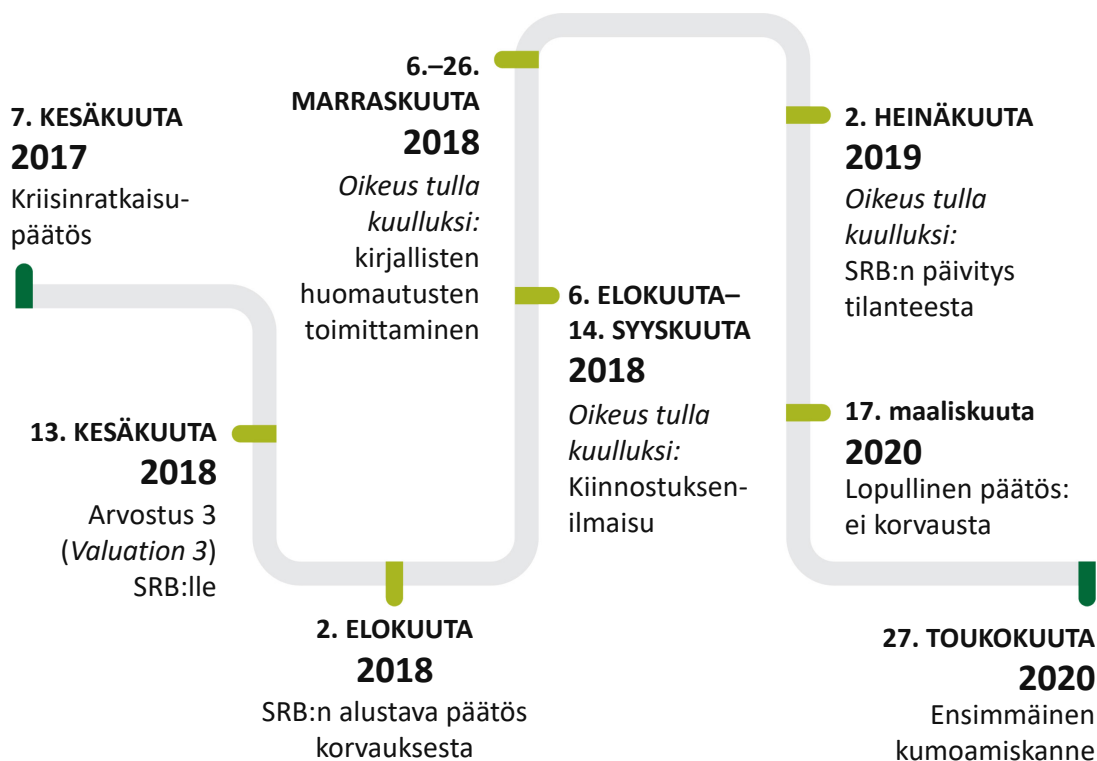 7. KESÄKUUTA
2017
Kriisinratkaisu-
päätös
13. KESÄKUUTA
2018
Arvostus 3
(Valuation 3)
SRB:lle
2. ELOKUUTA
2018
SRB:n alustava päätös
korvauksesta
6. ELOKUUTA–
14. SYYSKUUTA
2018
Oikeus tulla
kuulluksi:
Kiinnostuksen-
ilmaisu
6.–26.
MARRASKUUTA
2018
Oikeus tulla
kuulluksi:
kirjallisten
huomautusten
toimittaminen
2. HEINÄKUUTA
2019
Oikeus tulla
kuulluksi:
SRB:n päivitys
tilanteesta
17. maaliskuuta
2020
Lopullinen päätös:
ei korvausta
27. TOUKOKUUTA
2020
Ensimmäinen
kumoamiskanne